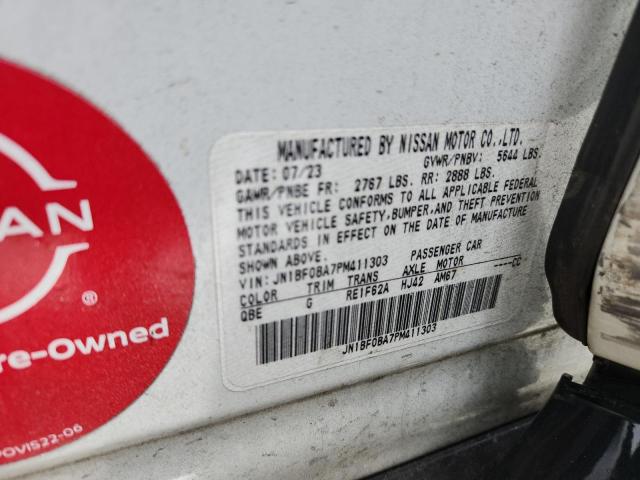 MANUFACTURED BY NISSAN MOTOR CO.,LTD.
DATE: 07/23 GVWR/PNBV: 5644 LBS.
GAWR/PNBE FR: 2767 LBS. RR: 2888 LBS.
THIS VEHICLE CONFORMS TO ALL APPLICABLE FEDERAL
MOTOR VEHICLE SAFETY, BUMPER, AND THEFT PREVENTION
STANDARDS IN EFFECT ON THE DATE OF MANUFACTURE
SHOWN ABOVE.
VIN: JN1BF0BA7PM411303 PASSENGER CAR
COLOR TRIM TRANS AXLE MOTOR ----CC
QBE G RE1F62A HJ42 AM67
JN1BF0BA7PM411303
SAN
®
re-Owned
POVIS22-06